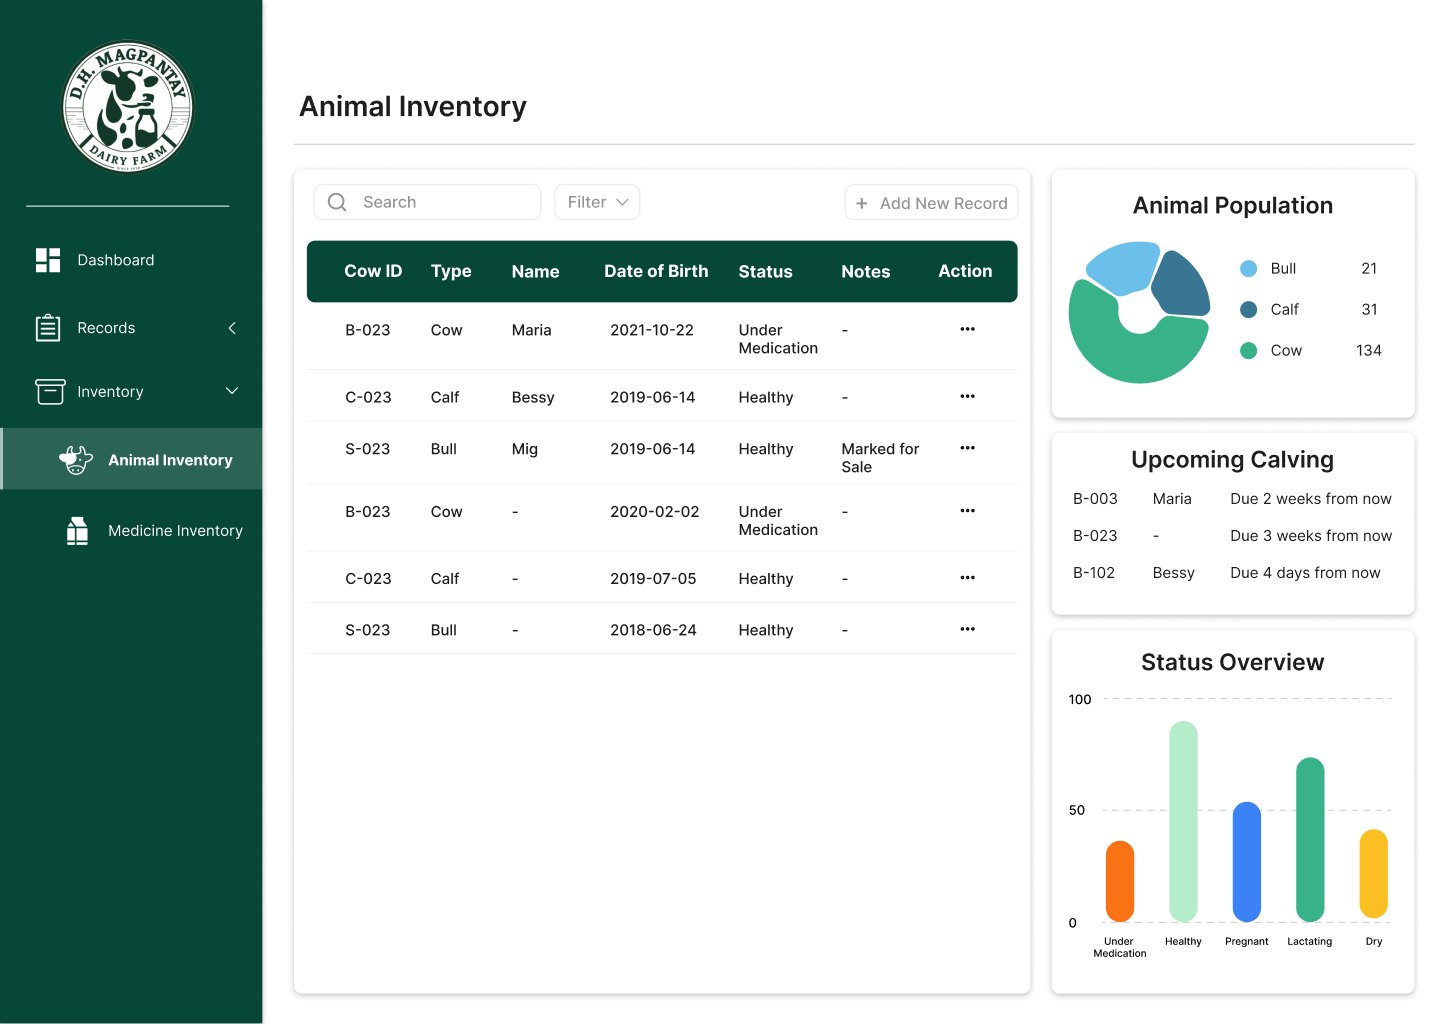 D.H. MAGPANTAY
DAIRY FARM
Dashboard
Records
Inventory
Animal Inventory
Medicine Inventory
Animal Inventory
Search
Filter
+ Add New Record
Cow ID Type Name Date of Birth Status Notes Action
B-023 Cow Maria 2021-10-22 Under Medication - •••
C-023 Calf Bessy 2019-06-14 Healthy - •••
S-023 Bull Mig 2019-06-14 Healthy Marked for Sale •••
B-023 Cow - 2020-02-02 Under Medication - •••
C-023 Calf - 2019-07-05 Healthy - •••
S-023 Bull - 2018-06-24 Healthy - •••
Animal Population
Bull 21
Calf 31
Cow 134
Upcoming Calving
B-003 Maria Due 2 weeks from now
B-023 - Due 3 weeks from now
B-102 Bessy Due 4 days from now
Status Overview
100
50
0
Under Medication
Healthy
Pregnant
Lactating
Dry